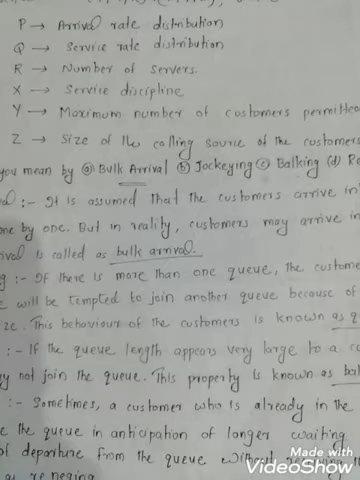 P → Arrival rate distribution
Q → Service rate distribution
R → Number of servers.
X → Service discipline
Y → Maximum number of customers permitted
Z → Size of the calling source of the customers
you mean by (a) Bulk Arrival (b) Jockeying (c) Balking (d)
:- It is assumed that the customers arrive in
one by one. But in reality, customers may arrive in
is called as bulk arrival.
:- If there is more than one queue, the custome
will be tempted to join another queue because of
. This behaviour of the customers is known as
:- If the queue length appears very large to a cu
not join the queue. This property is known as bal
:- Sometimes, a customer who is already in the
the queue in anticipation of longer waiting
of departure from the queue without
as reneging
Made with
VideoShow